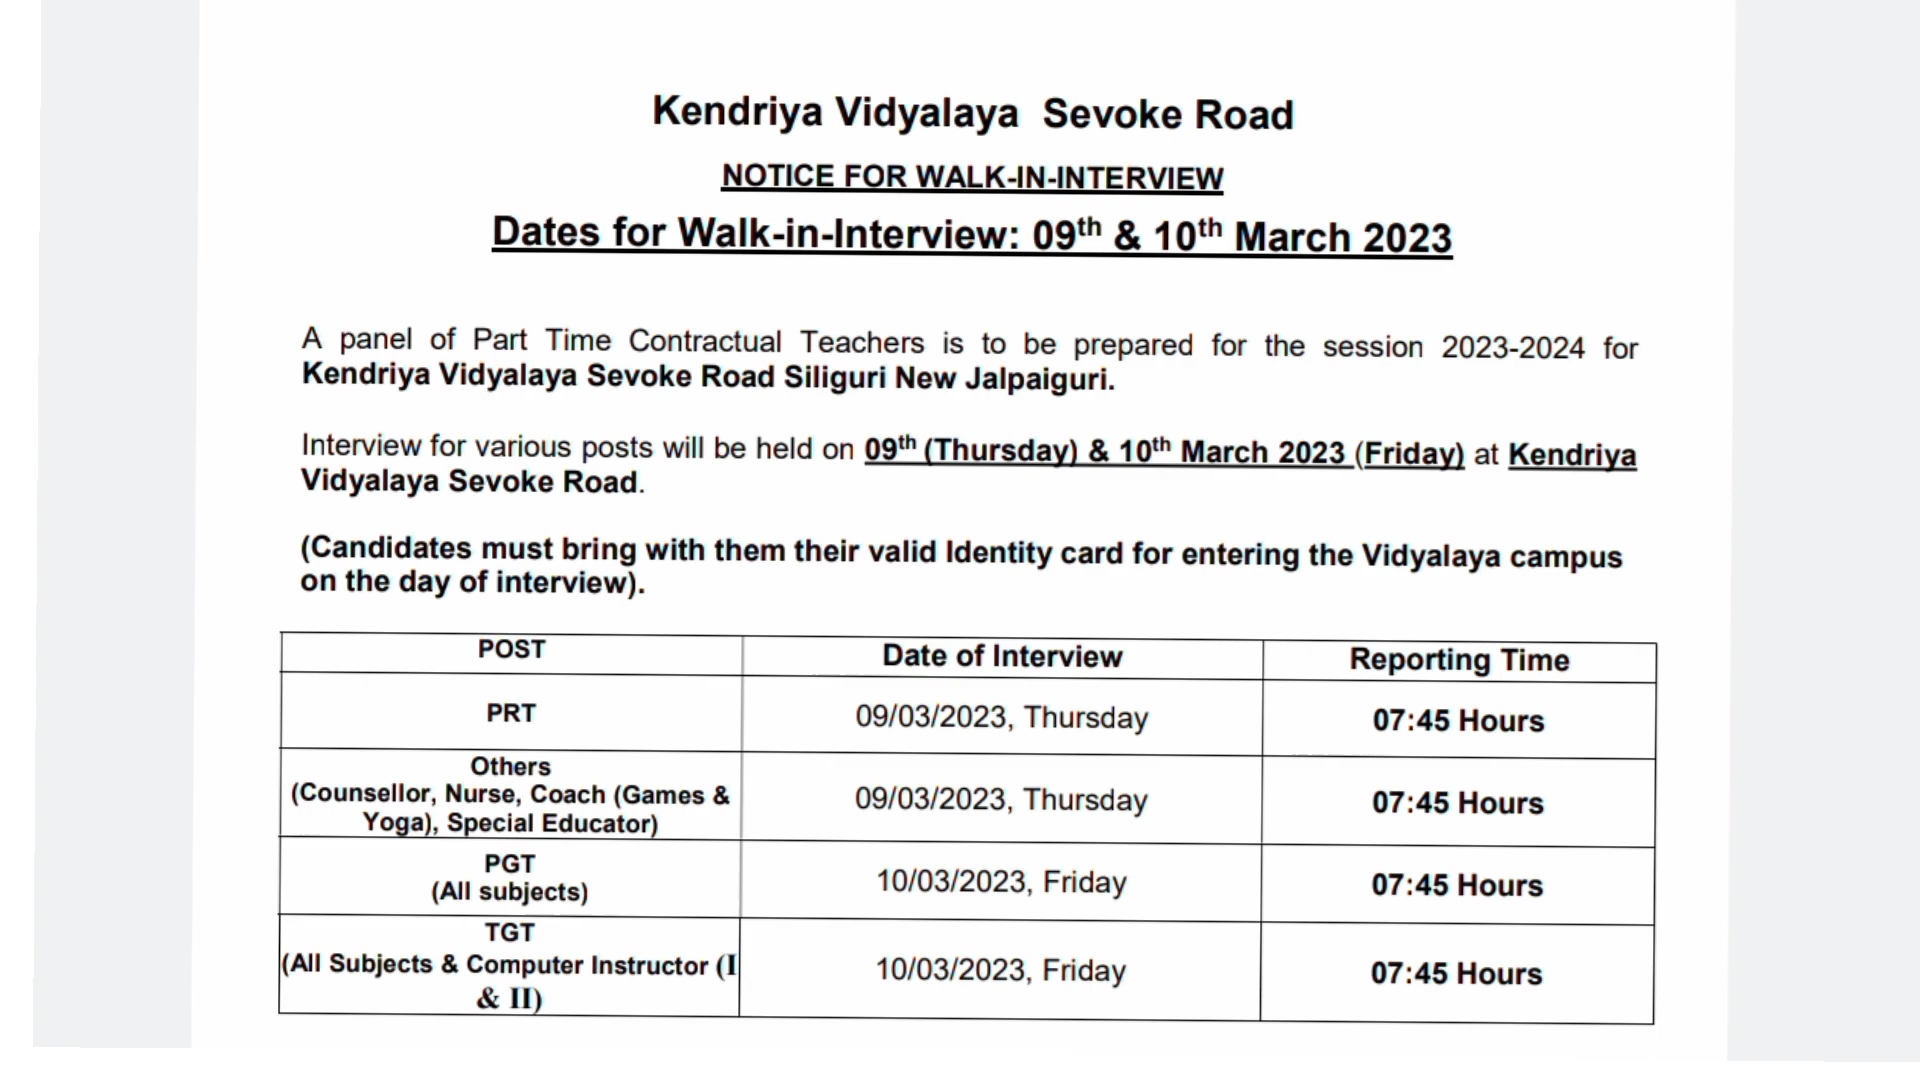 Kendriya Vidyalaya Sevoke Road
NOTICE FOR WALK-IN-INTERVIEW
Dates for Walk-in-Interview: 09th & 10th March 2023
A panel of Part Time Contractual Teachers is to be prepared for the session 2023-2024 for
Kendriya Vidyalaya Sevoke Road Siliguri New Jalpaiguri.
Interview for various posts will be held on 09th (Thursday) & 10th March 2023 (Friday) at Kendriya
Vidyalaya Sevoke Road.
(Candidates must bring with them their valid Identity card for entering the Vidyalaya campus
on the day of interview).
POST Date of Interview Reporting Time
PRT 09/03/2023, Thursday 07:45 Hours
Others
(Counsellor, Nurse, Coach (Games & 09/03/2023, Thursday 07:45 Hours
Yoga), Special Educator)
PGT 10/03/2023, Friday 07:45 Hours
(All subjects)
TGT
(All Subjects & Computer Instructor (I 10/03/2023, Friday 07:45 Hours
& II)